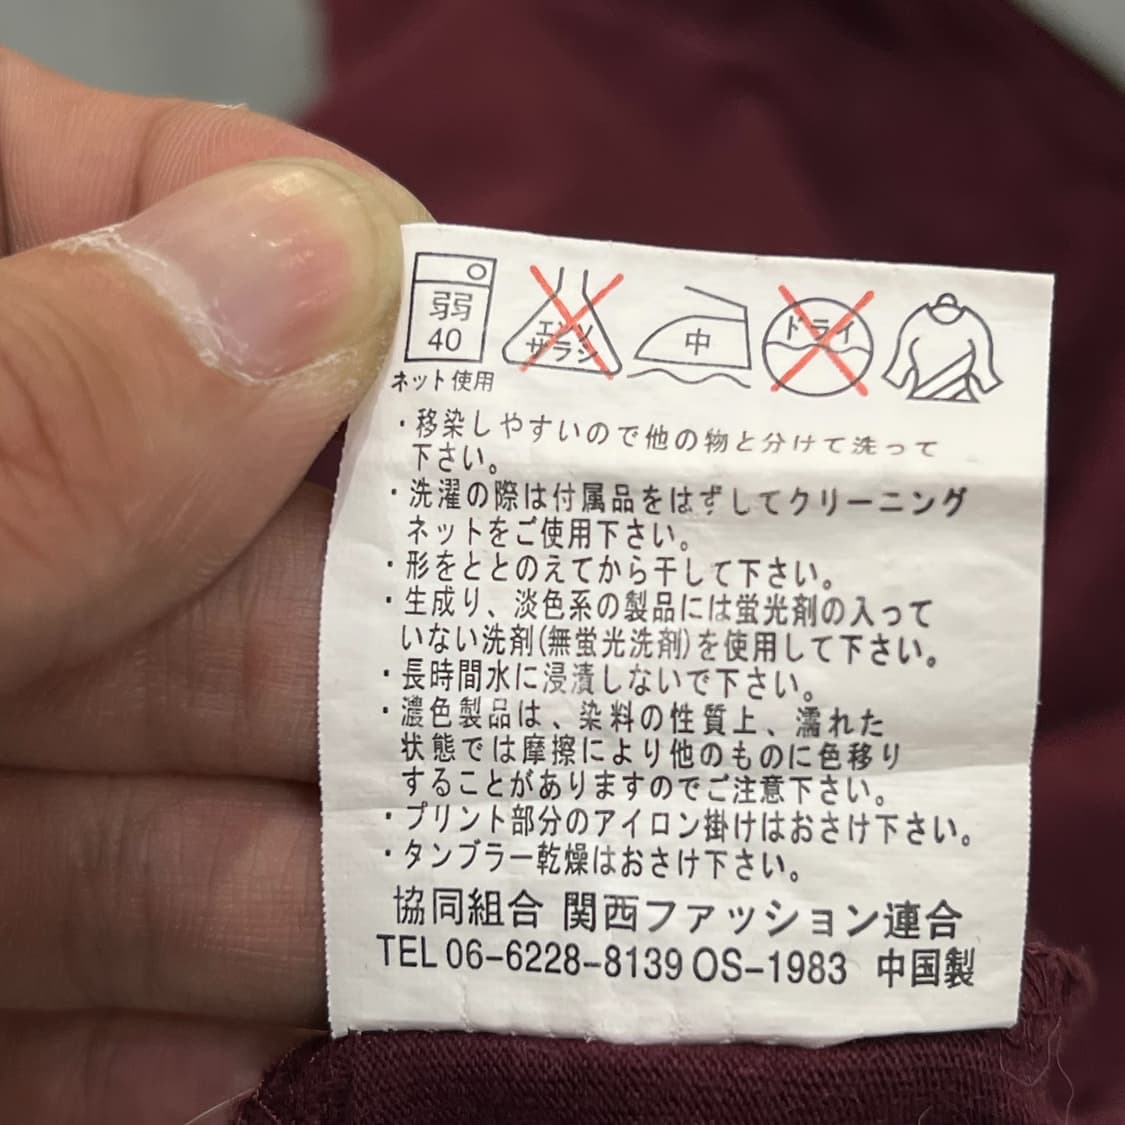 弱
40
エンソ
サラシ
中
ドライ
ネット使用
・移染しやすいので他の物と分けて洗って
下さい。
・洗濯の際は付属品をはずしてクリーニング
ネットをご使用下さい。
・形をととのえてから干して下さい。
・生成り、淡色系の製品には蛍光剤の入って
いない洗剤(無蛍光洗剤)を使用して下さい。
・長時間水に浸漬しないで下さい。
・濃色製品は、染料の性質上、濡れた
状態では摩擦により他のものに色移り
することがありますのでご注意下さい。
・プリント部分のアイロン掛けはおさけ下さい。
・タンブラー乾燥はおさけ下さい。
協同組合 関西ファッション連合
TEL 06-6228-8139 OS-1983 中国製